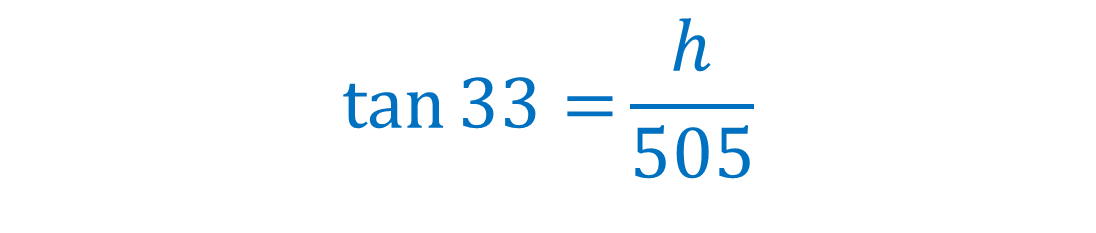 tan 33 = h/505